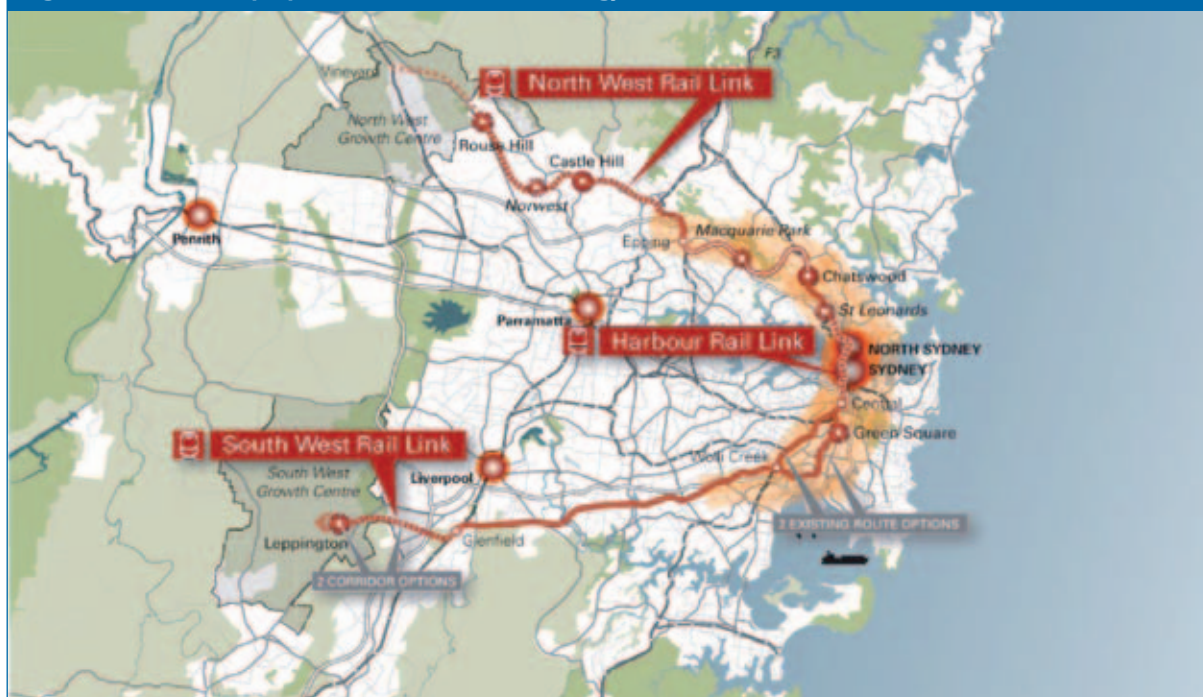 F3
Vineyard
North West Rail Link
North West
Growth Centre
Rouse Hill
Castle Hill
Norwest
Penrith
Epping
Macquarie Park
Chatswood
Parramatta
St Leonards
Harbour Rail Link
NORTH SYDNEY
SYDNEY
Central
Green Square
South West Rail Link
Wolli Creek
Liverpool
South West
Growth Centre
2 EXISTING ROUTE OPTIONS
Leppington
Glenfield
2 CORRIDOR OPTIONS